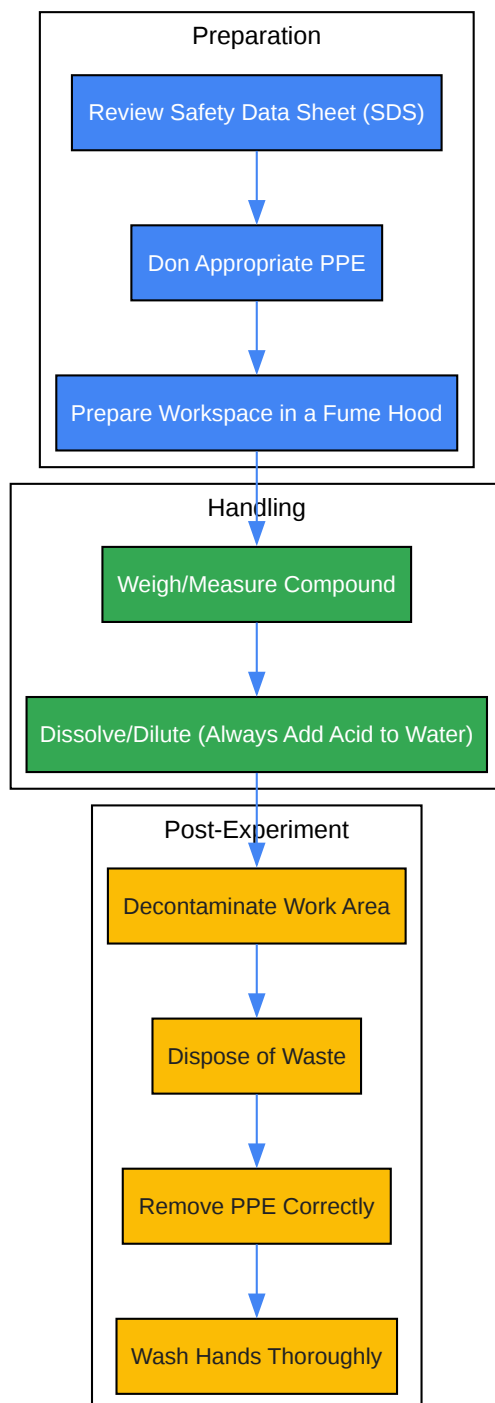 Preparation
Review Safety Data Sheet (SDS)
Don Appropriate PPE
Prepare Workspace in a Fume Hood
Handling
Weigh/Measure Compound
Dissolve/Dilute (Always Add Acid to Water)
Post-Experiment
Decontaminate Work Area
Dispose of Waste
Remove PPE Correctly
Wash Hands Thoroughly